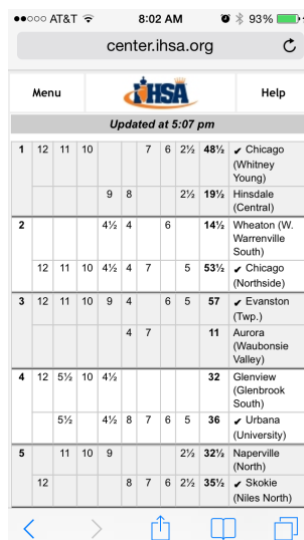 AT&T 8:02 AM 93%
center.ihsa.org
Menu IHSA Help
Updated at 5:07 pm
1 12 11 10 7 6 2½ 48½ ✔ Chicago
(Whitney
Young)
9 8 2½ 19½ Hinsdale
(Central)
2 4½ 4 6 14½ Wheaton (W.
Warrenville
South)
12 11 10 4½ 4 7 5 53½ ✔ Chicago
(Northside)
3 12 11 10 9 4 6 5 57 ✔ Evanston
(Twp.)
4 7 11 Aurora
(Waubonsie
Valley)
4 12 5½ 10 4½ 32 Glenview
(Glenbrook
South)
5½ 4½ 8 7 6 5 36 ✔ Urbana
(University)
5 11 10 9 2½ 32½ Naperville
(North)
12 8 7 6 2½ 35½ ✔ Skokie
(Niles North)